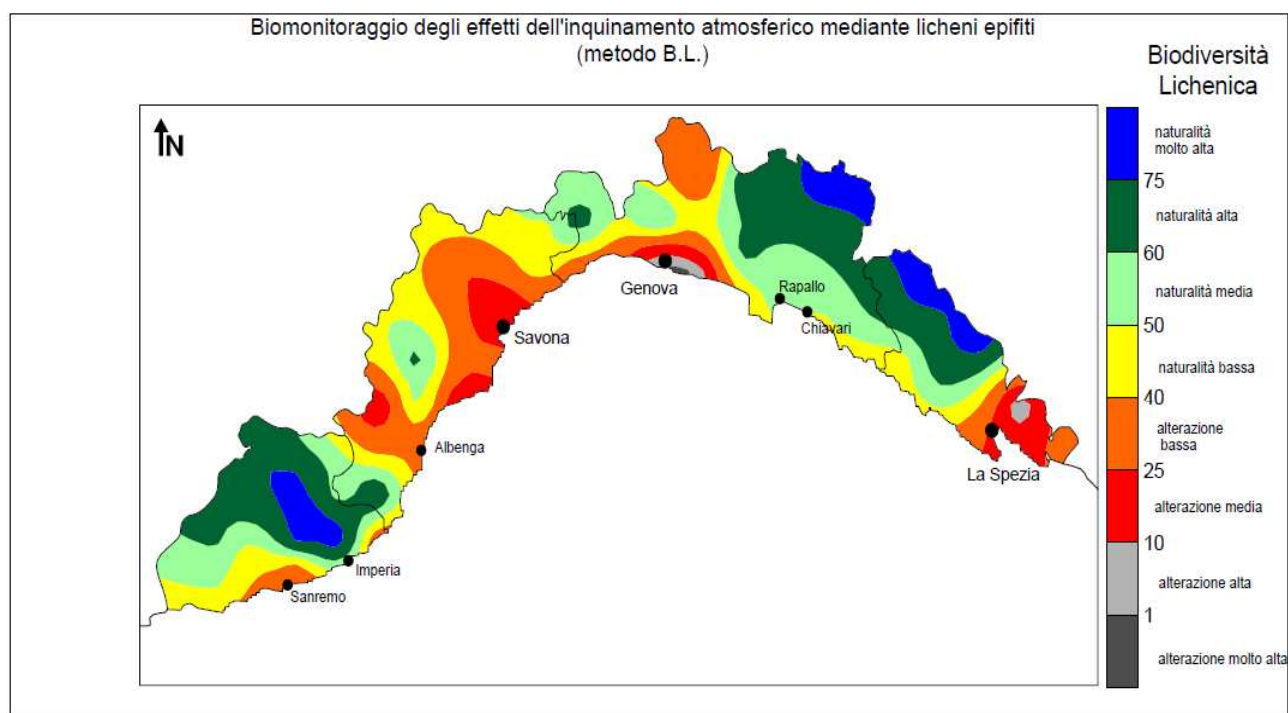 Biomonitoraggio degli effetti dell'inquinamento atmosferico mediante licheni epifiti
(metodo B.L.)
Biodiversità
Lichenica
N
naturalità
molto alta
75
naturalità alta
60
naturalità media
50
naturalità bassa
40
alterazione
bassa
25
alterazione media
10
alterazione alta
1
alterazione molto alta
Genova
Rapallo
Chiavari
Savona
Albenga
La Spezia
Imperia
Sanremo